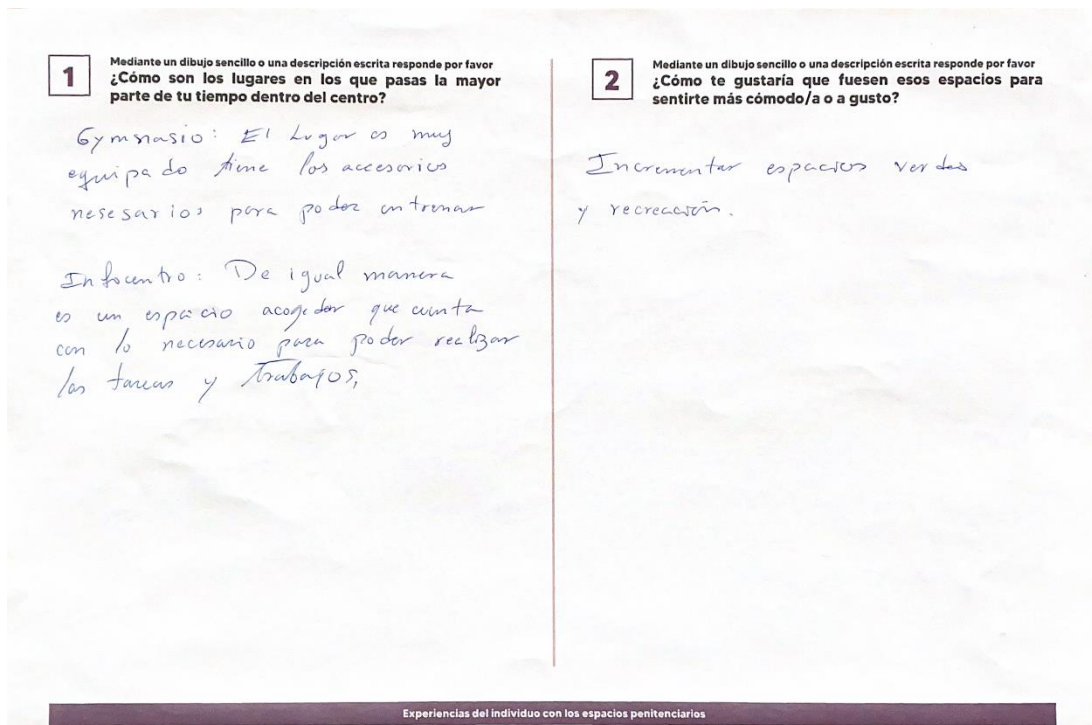 1
Mediante un dibujo sencillo o una descripción escrita responde por favor
¿Cómo son los lugares en los que pasas la mayor
parte de tu tiempo dentro del centro?
Gymnasio: El Lugar es muy
equipado tiene los accesorios
nesesarios para poder entrenar
Infocentro: De igual manera
es un espacio acogedor que cuenta
con lo necesario para poder realizar
las tareas y trabajos,
2
Mediante un dibujo sencillo o una descripción escrita responde por favor
¿Cómo te gustaría que fuesen esos espacios para
sentirte más cómodo/a o a gusto?
Incrementar espacios verdes
y recreación.
Experiencias del individuo con los espacios penitenciarios